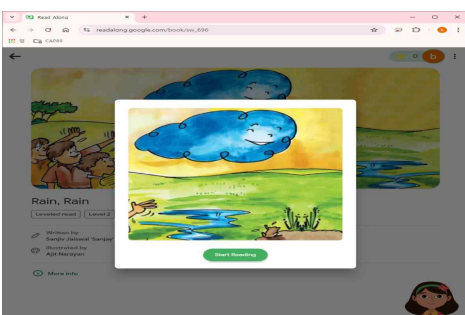 Read Along
readalong.google.com/book/sw_696
CAPSS
0 b
Rain, Rain
Levelled read Level 2
Written by
Sanjiv Jaiswal 'Sanjay'
Illustrated by
Ajit Narayan
More info
Start Reading